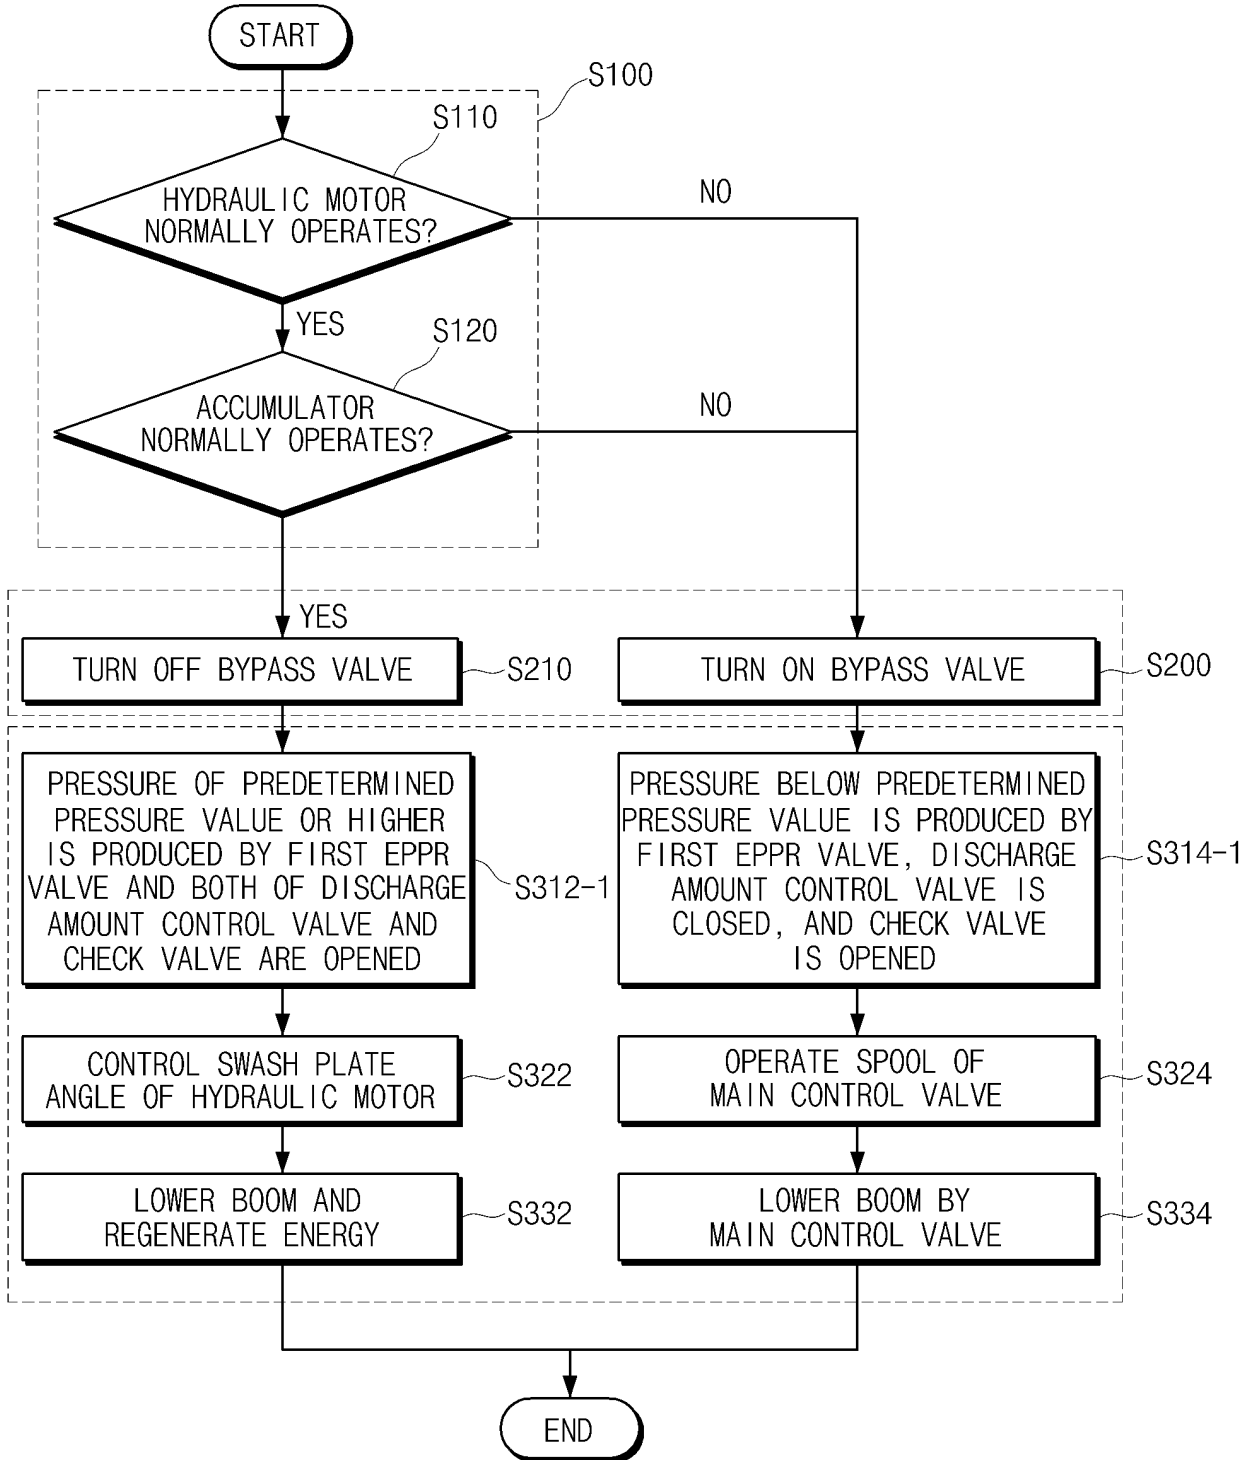 START
S100
S110
HYDRAULIC MOTOR
NORMALLY OPERATES?
NO
YES
S120
ACCUMULATOR
NORMALLY OPERATES?
NO
YES
TURN OFF BYPASS VALVE
S210
TURN ON BYPASS VALVE
S200
PRESSURE OF PREDETERMINED
PRESSURE VALUE OR HIGHER
IS PRODUCED BY FIRST EPPR
VALVE AND BOTH OF DISCHARGE
AMOUNT CONTROL VALVE AND
CHECK VALVE ARE OPENED
S312-1
PRESSURE BELOW PREDETERMINED
PRESSURE VALUE IS PRODUCED BY
FIRST EPPR VALVE, DISCHARGE
AMOUNT CONTROL VALVE IS
CLOSED, AND CHECK VALVE
IS OPENED
S314-1
CONTROL SWASH PLATE
ANGLE OF HYDRAULIC MOTOR
S322
OPERATE SPOOL OF
MAIN CONTROL VALVE
S324
LOWER BOOM AND
REGENERATE ENERGY
S332
LOWER BOOM BY
MAIN CONTROL VALVE
S334
END